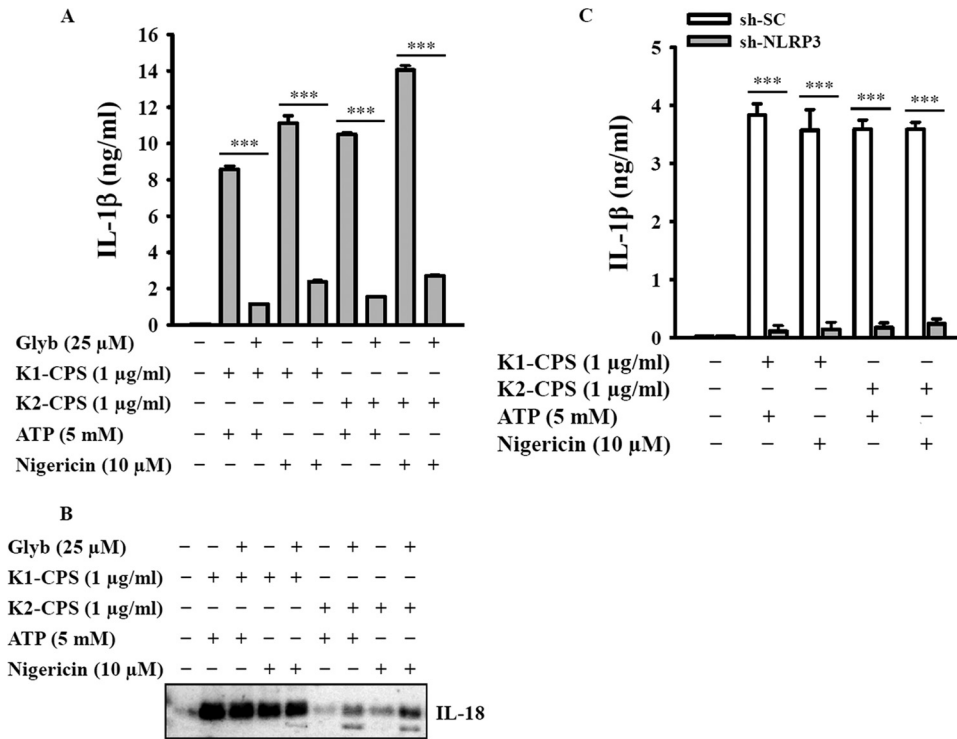 A
IL-1β (ng/ml)
16
14
12
10
8
6
4
2
0
*** *** *** ***
Glyb (25 µM) − − + − + − + − +
K1-CPS (1 µg/ml) − + + + + − − − −
K2-CPS (1 µg/ml) − − − − − + + + +
ATP (5 mM) − + + − − + + − −
Nigericin (10 µM) − − − + + − − + +
B
Glyb (25 µM) − − + − + − + − +
K1-CPS (1 µg/ml) − + + + + − − − −
K2-CPS (1 µg/ml) − − − − − + + + +
ATP (5 mM) − + + − − + + − −
Nigericin (10 µM) − − − + + − − + +
IL-18
C
sh-SC
sh-NLRP3
IL-1β (ng/ml)
5
4
3
2
1
0
*** *** *** ***
K1-CPS (1 µg/ml) − + + − −
K2-CPS (1 µg/ml) − − − + +
ATP (5 mM) − + − + −
Nigericin (10 µM) − − + − +